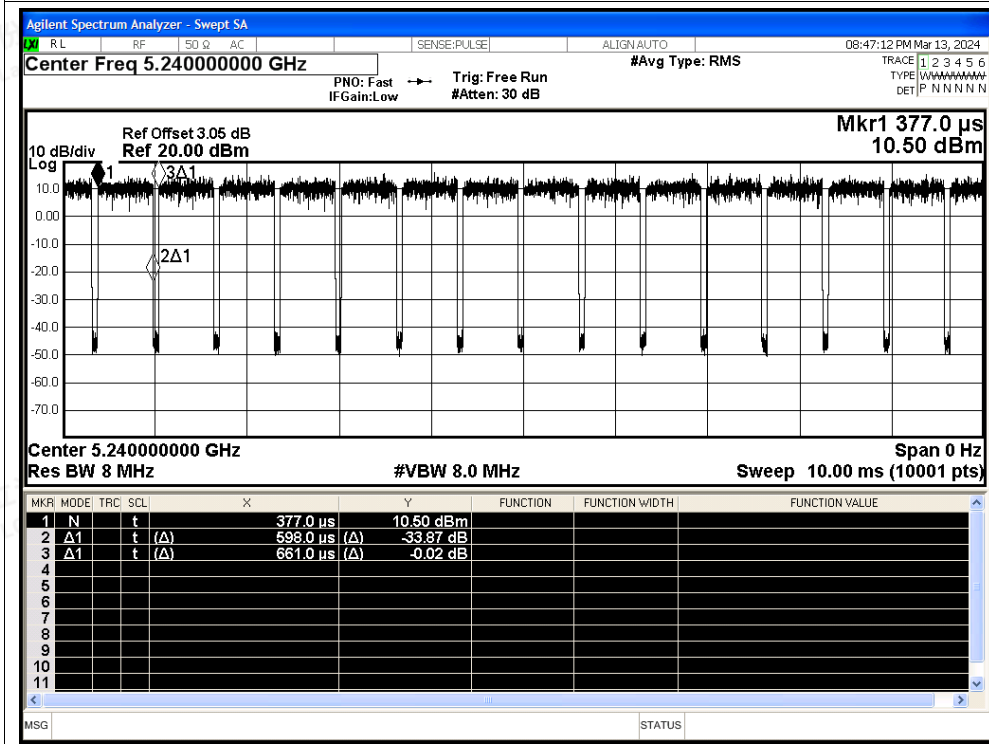 Agilent Spectrum Analyzer - Swept SA
LXI RL RF 50 Ω AC SENSE:PULSE ALIGN AUTO 08:47:12 PM Mar 13, 2024
Center Freq 5.240000000 GHz #Avg Type: RMS TRACE 1 2 3 4 5 6
PNO: Fast Trig: Free Run TYPE WWWWWW
IFGain:Low #Atten: 30 dB DET P N N N N N
Mkr1 377.0 µs
Ref Offset 3.05 dB
10 dB/div Ref 20.00 dBm 10.50 dBm
Log
1 3Δ1
10.0
0.00
-10.0
2Δ1
-20.0
-30.0
-40.0
-50.0
-60.0
-70.0
Center 5.240000000 GHz Span 0 Hz
Res BW 8 MHz #VBW 8.0 MHz Sweep 10.00 ms (10001 pts)
MKR MODE TRC SCL X Y FUNCTION FUNCTION WIDTH FUNCTION VALUE
1 N t 377.0 µs 10.50 dBm
2 Δ1 t (Δ) 598.0 µs (Δ) -33.87 dB
3 Δ1 t (Δ) 661.0 µs (Δ) -0.02 dB
4
5
6
7
8
9
10
11
MSG STATUS